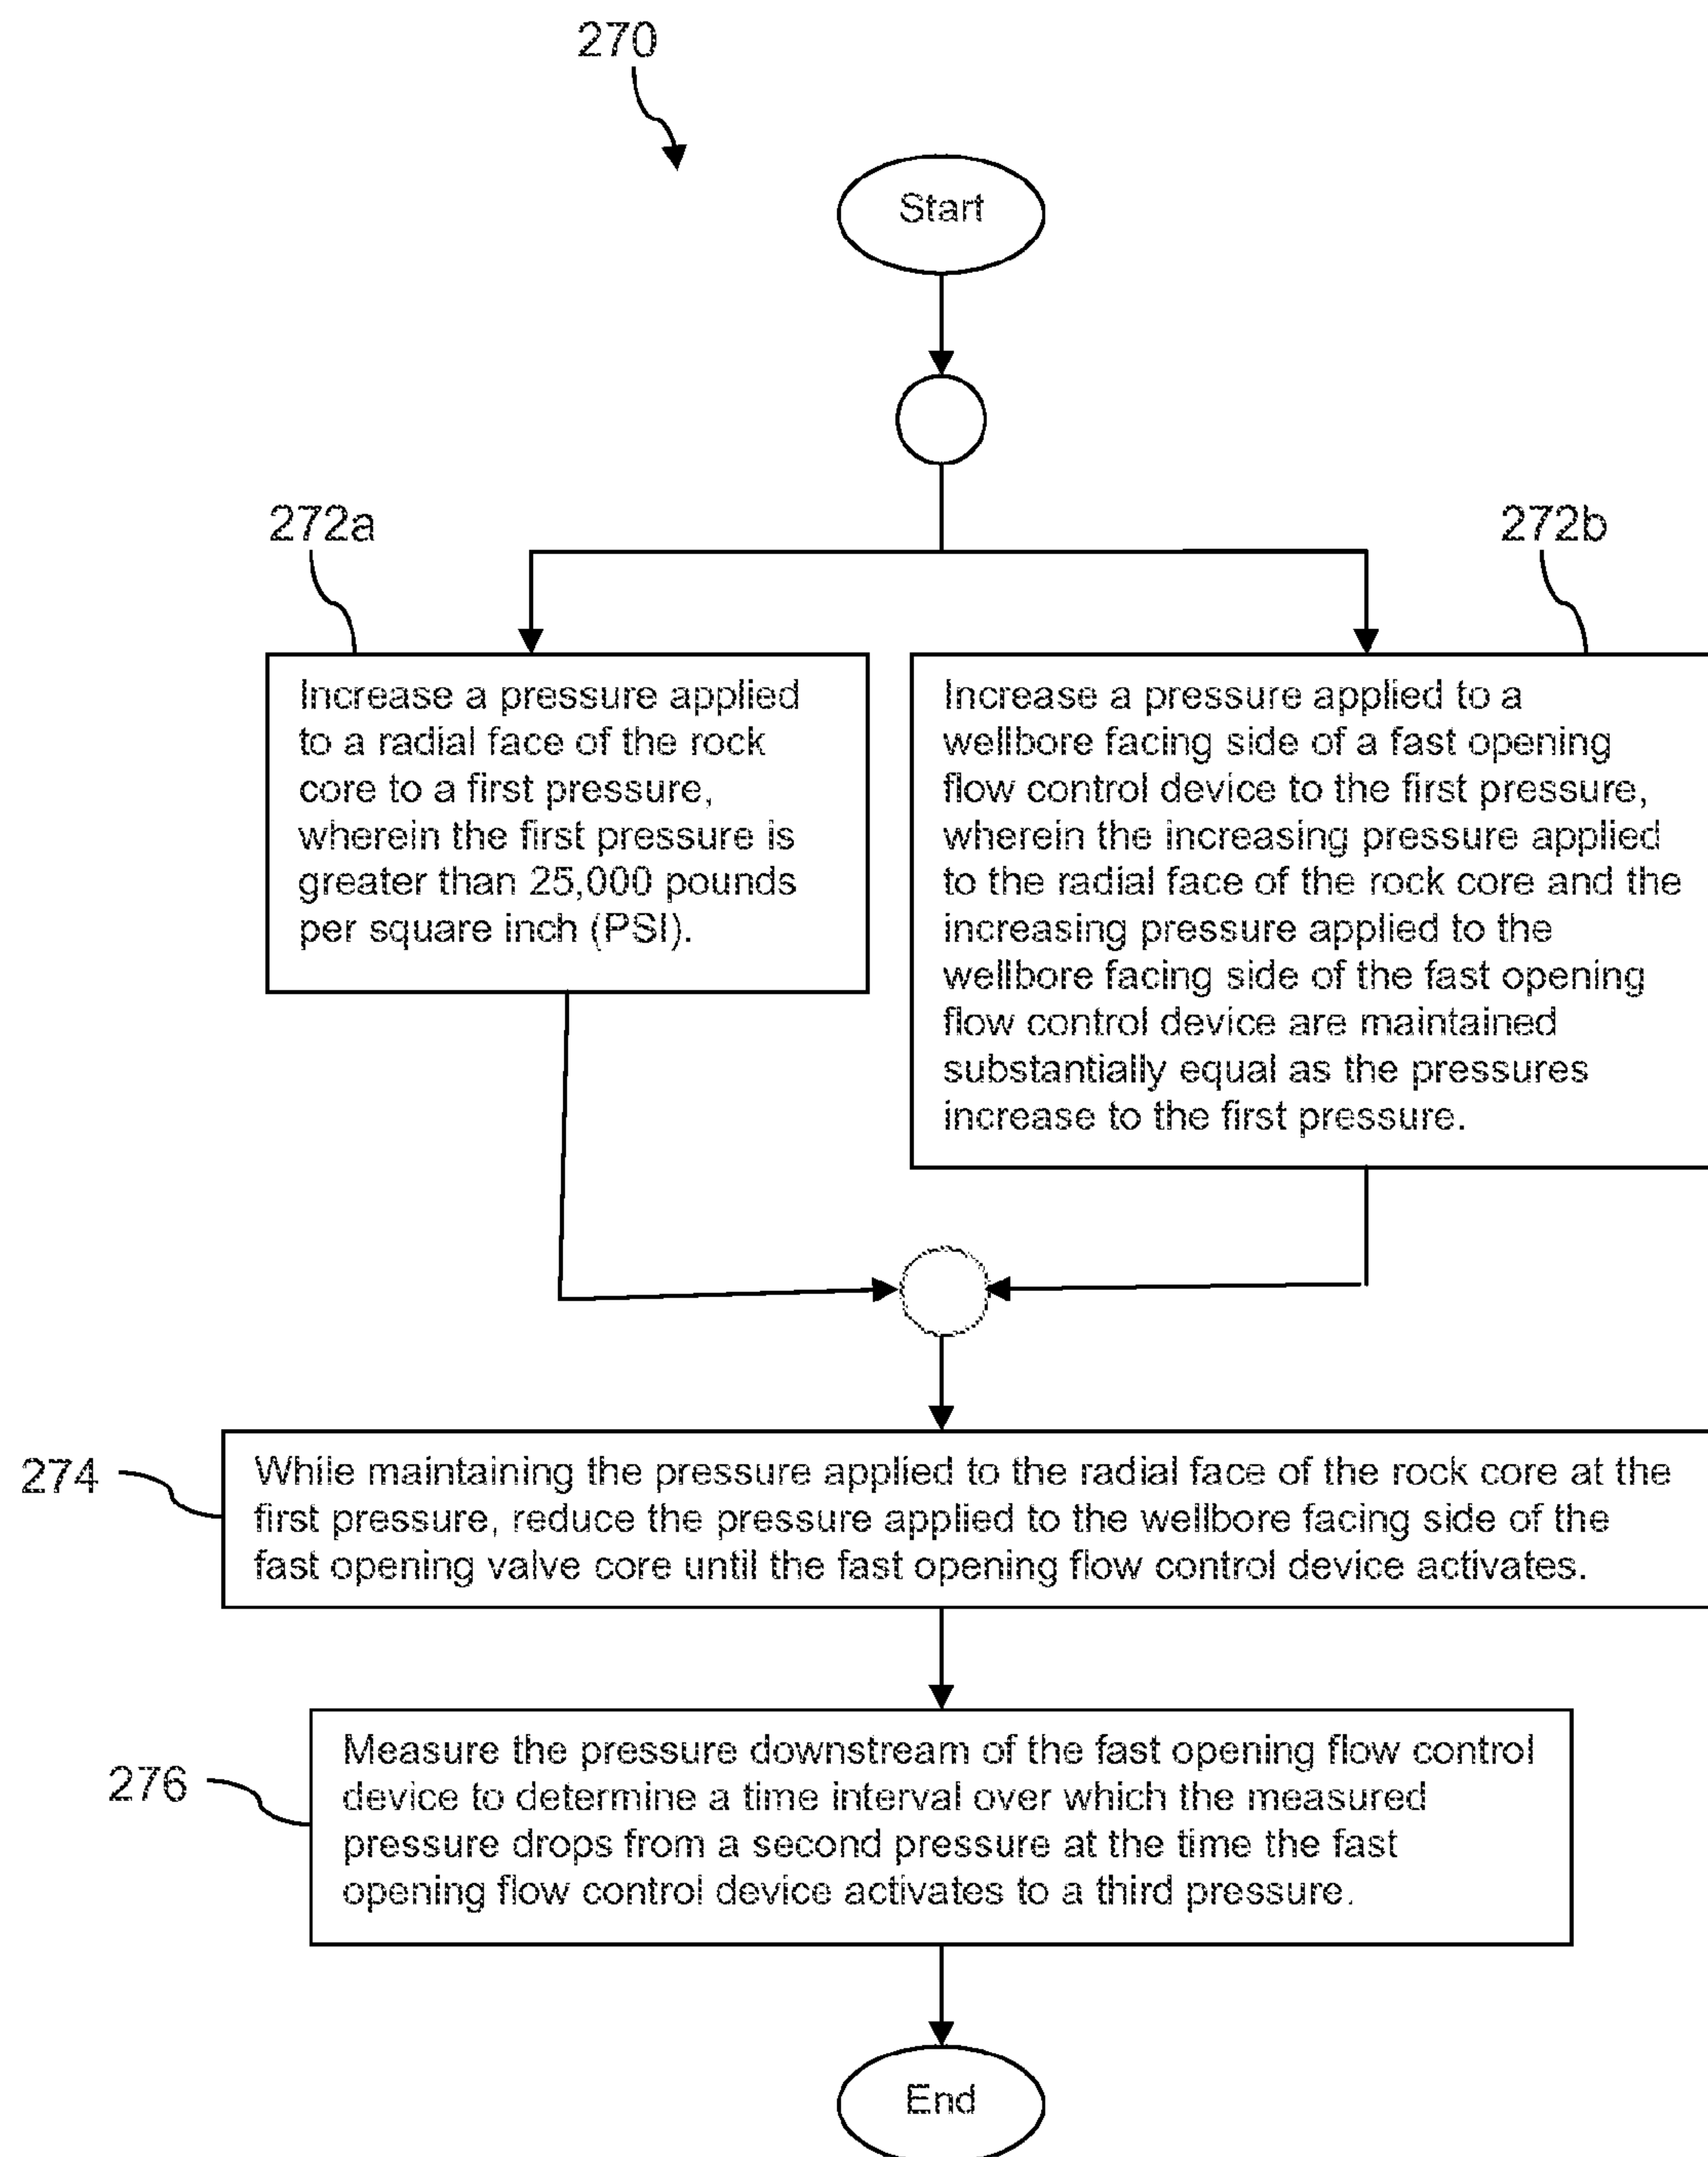 270
Start
272a
272b
Increase a pressure applied
to a radial face of the rock
core to a first pressure,
wherein the first pressure is
greater than 25,000 pounds
per square inch (PSI).
Increase a pressure applied to a
wellbore facing side of a fast opening
flow control device to the first pressure,
wherein the increasing pressure applied
to the radial face of the rock core and the
increasing pressure applied to the
wellbore facing side of the fast opening
flow control device are maintained
substantially equal as the pressures
increase to the first pressure.
274
While maintaining the pressure applied to the radial face of the rock core at the
first pressure, reduce the pressure applied to the wellbore facing side of the
fast opening valve core until the fast opening flow control device activates.
276
Measure the pressure downstream of the fast opening flow control
device to determine a time interval over which the measured
pressure drops from a second pressure at the time the fast
opening flow control device activates to a third pressure.
End